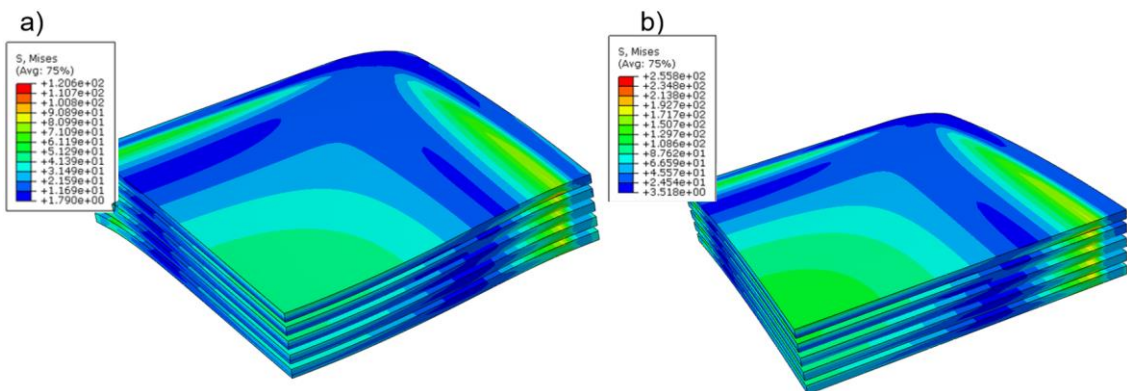 a)
S, Mises
(Avg: 75%)
+1.206e+02
+1.107e+02
+1.008e+02
+9.089e+01
+8.099e+01
+7.109e+01
+6.119e+01
+5.129e+01
+4.139e+01
+3.149e+01
+2.159e+01
+1.169e+01
+1.790e+00
b)
S, Mises
(Avg: 75%)
+2.558e+02
+2.348e+02
+2.138e+02
+1.927e+02
+1.717e+02
+1.507e+02
+1.297e+02
+1.086e+02
+8.762e+01
+6.659e+01
+4.557e+01
+2.454e+01
+3.518e+00